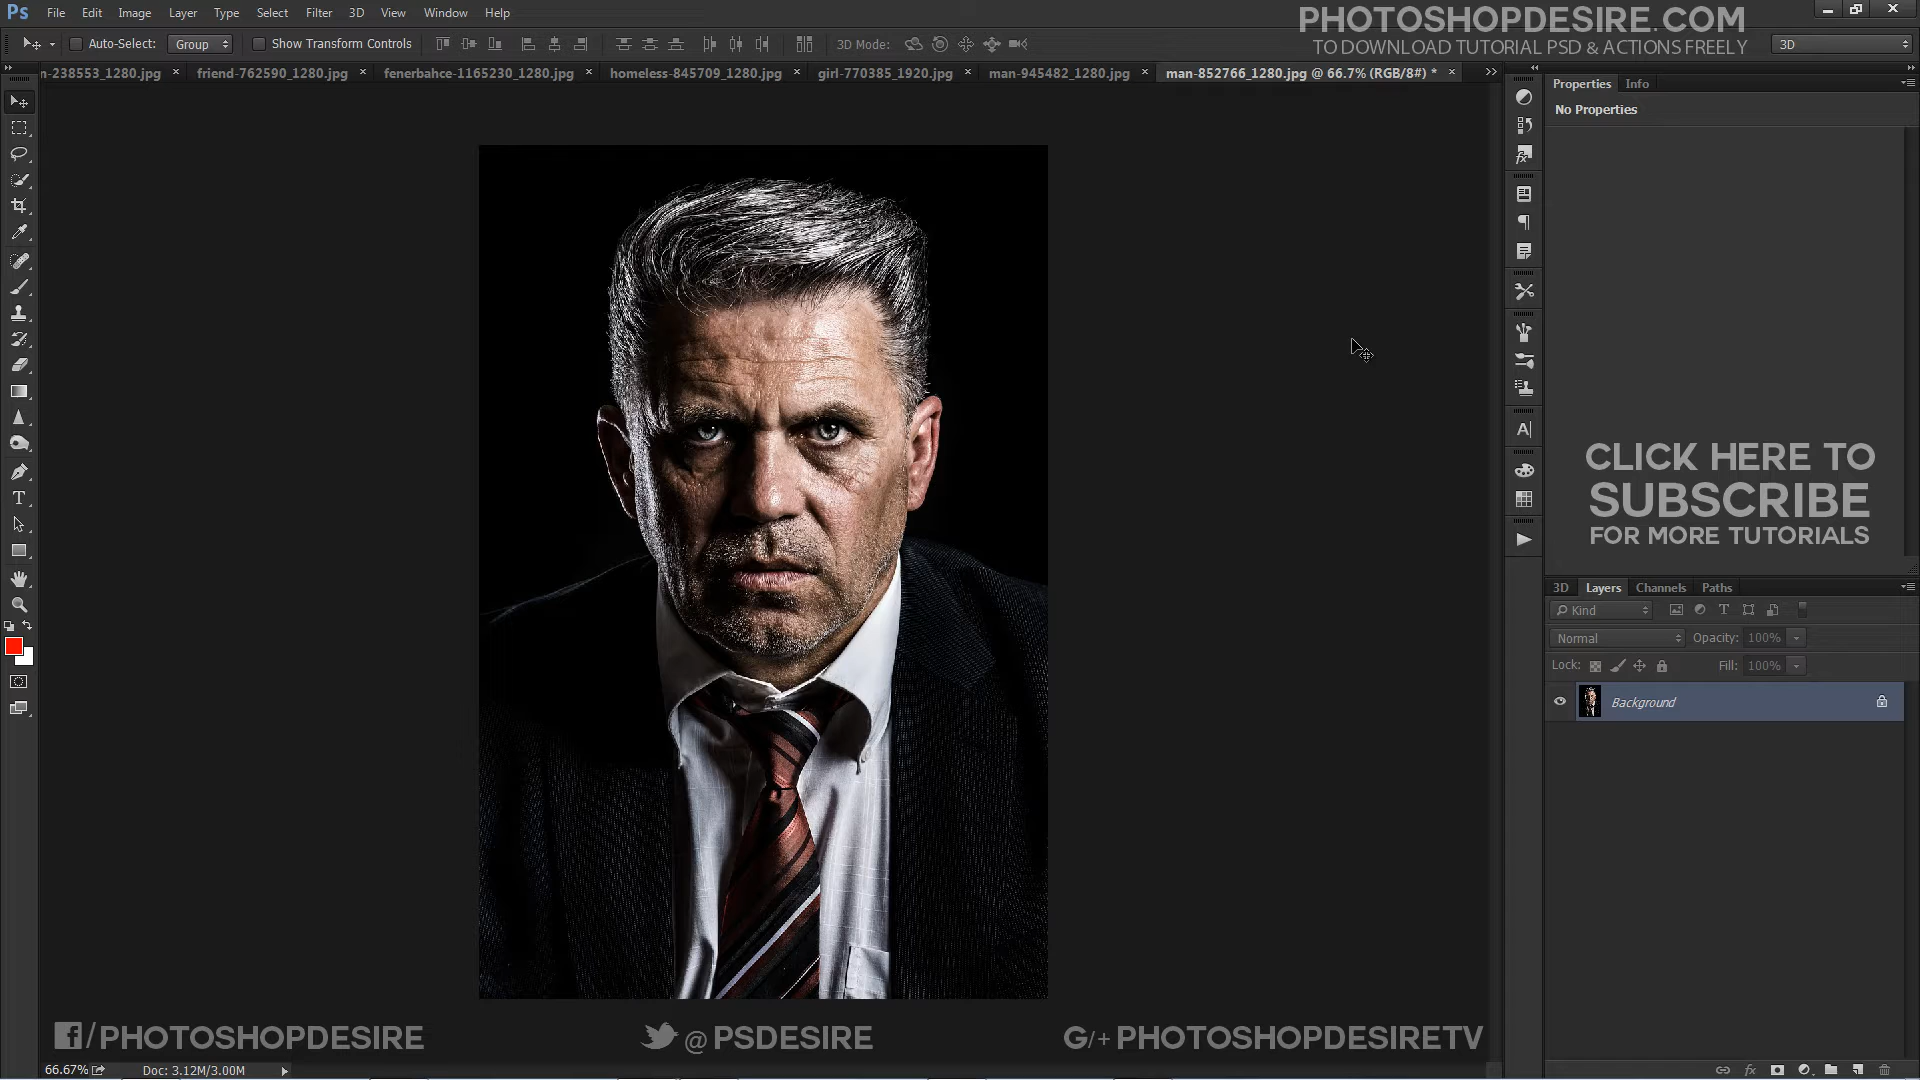 Ps File Edit Image Layer Type Select Filter 3D View Window Help
PHOTOSHOPDESIRE.COM
TO DOWNLOAD TUTORIAL PSD & ACTIONS FREELY
Auto-Select: Group Show Transform Controls 3D Mode: 3D
n-238553_1280.jpg × friend-762590_1280.jpg × fenerbahce-1165230_1280.jpg × homeless-845709_1280.jpg × girl-770385_1920.jpg × man-945482_1280.jpg × man-852766_1280.jpg @ 66.7% (RGB/8#) * ×
Properties Info
No Properties
CLICK HERE TO
SUBSCRIBE
FOR MORE TUTORIALS
3D Layers Channels Paths
Kind
Normal Opacity: 100%
Lock: Fill: 100%
Background
f/PHOTOSHOPDESIRE @PSDESIRE G/+PHOTOSHOPDESIRETV
66.67% Doc: 3.12M/3.00M